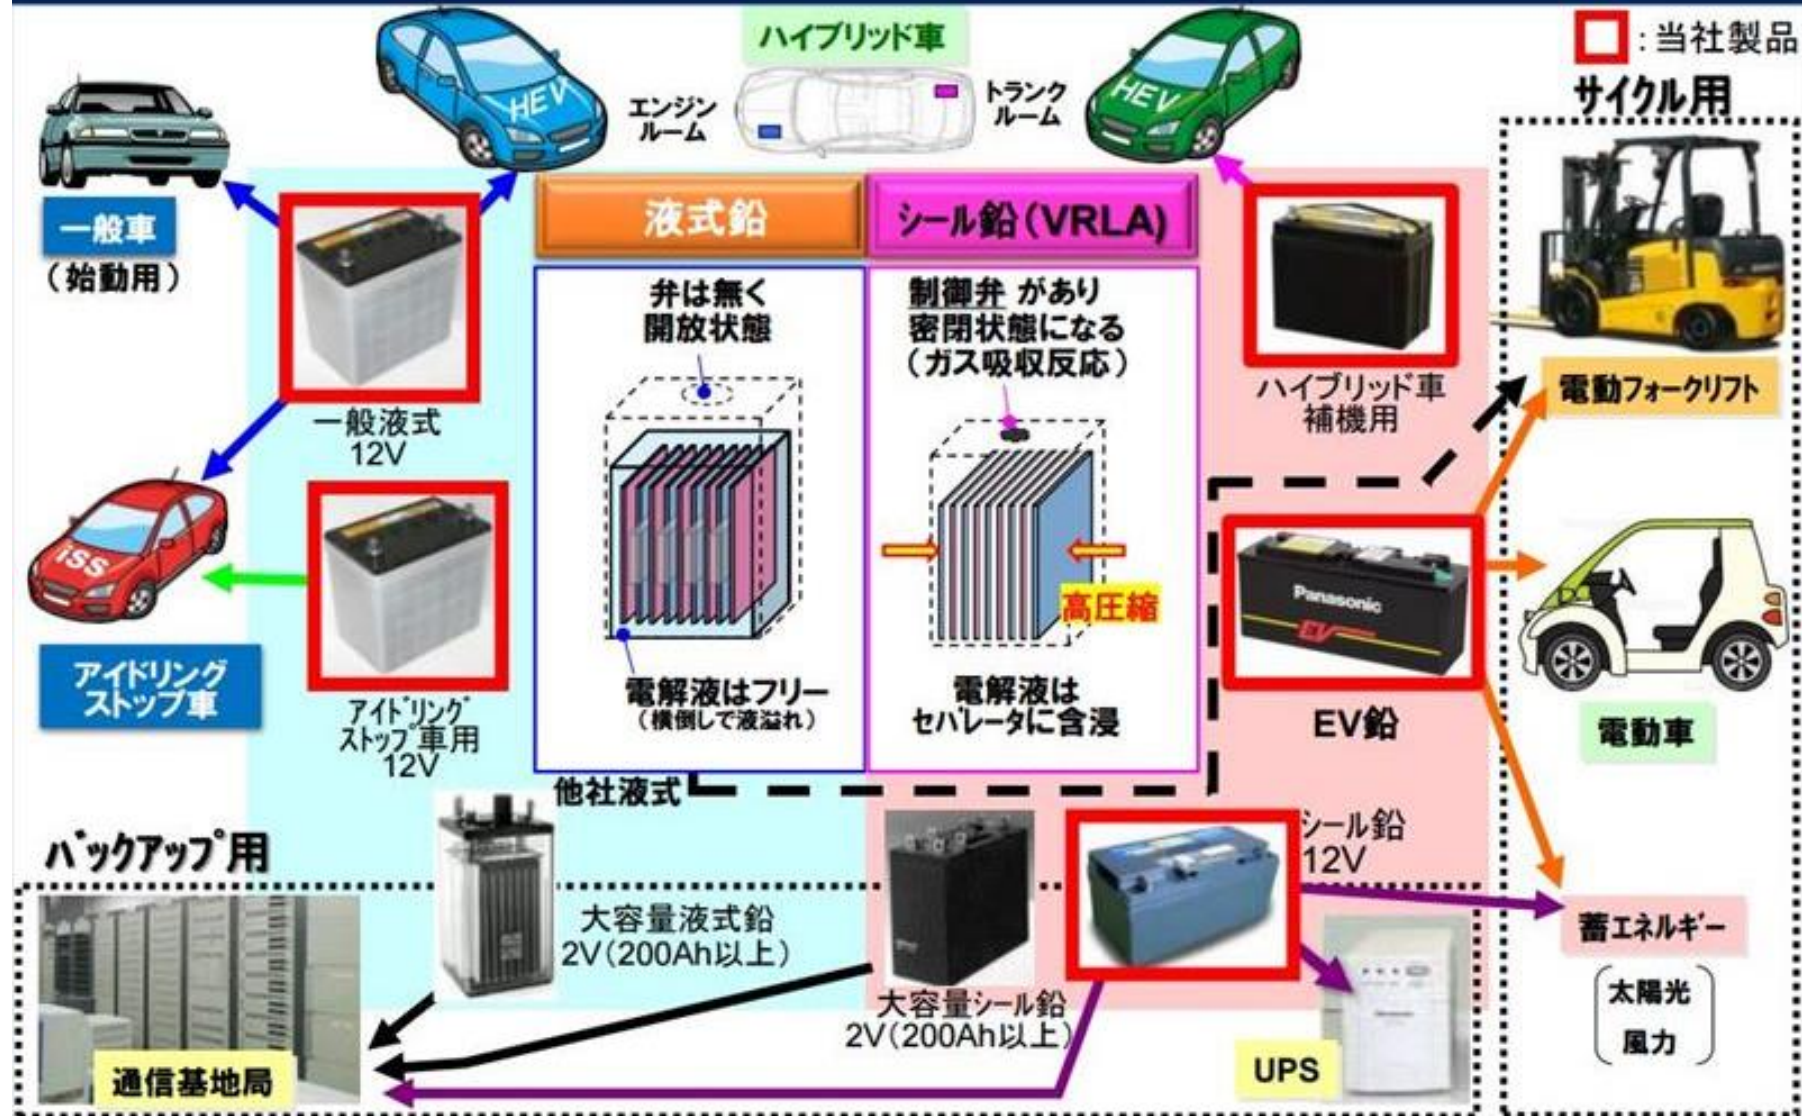 ハイブリッド車
:当社製品
サイクル用
HEV
エンジン
ルーム
トランク
ルーム
HEV
一般車
(始動用)
液式鉛
シール鉛(VRLA)
弁は無く
開放状態
制御弁 があり
密閉状態になる
(ガス吸収反応)
ハイブリッド車
補機用
電動フォークリフト
一般液式
12V
iSS
アイドリング
ストップ車
アイドリング
ストップ車用
12V
高圧縮
電解液はフリー
(横倒しで液溢れ)
電解液は
セパレータに含浸
Panasonic
EV
EV鉛
電動車
他社液式
バックアップ用
シール鉛
12V
大容量液式鉛
2V(200Ah以上)
大容量シール鉛
2V(200Ah以上)
蓄エネルギー
太陽光
風力
通信基地局
UPS